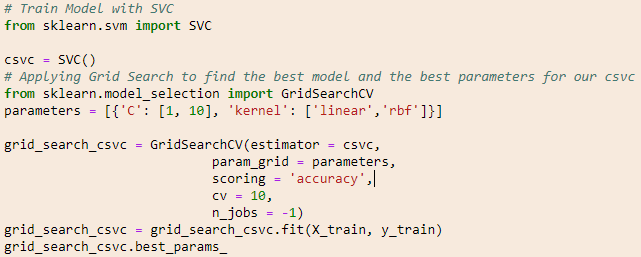 # Train Model with SVC
from sklearn.svm import SVC
csvc = SVC()
# Applying Grid Search to find the best model and the best parameters for our csvc
from sklearn.model_selection import GridSearchCV
parameters = [{'C': [1, 10], 'kernel': ['linear','rbf']}]
grid_search_csvc = GridSearchCV(estimator = csvc,
param_grid = parameters,
scoring = 'accuracy',
cv = 10,
n_jobs = -1)
grid_search_csvc = grid_search_csvc.fit(X_train, y_train)
grid_search_csvc.best_params_